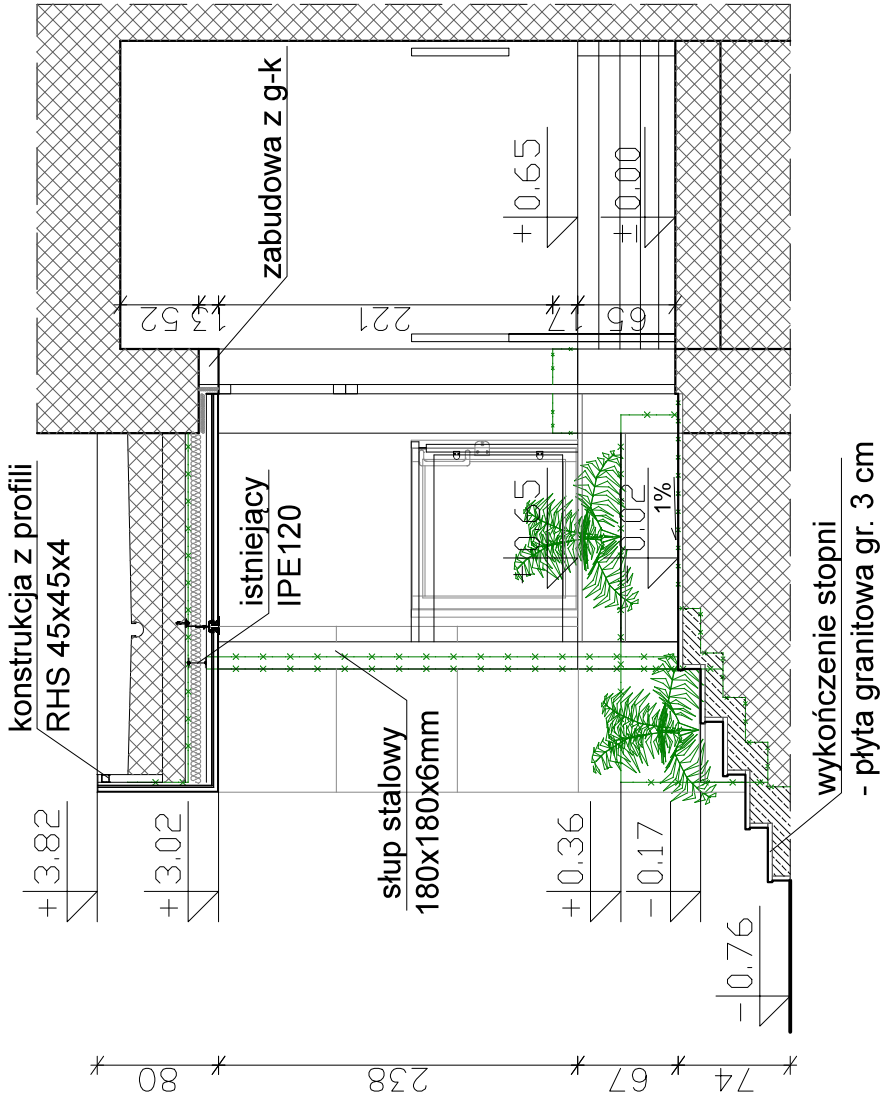 konstrukcja z profili
RHS 45x45x4
zabudowa z g-k
istniejący
IPE120
słup stalowy
180x180x6mm
wykończenie stopni
- płyta granitowa gr. 3 cm
+ 3.82
+ 3.02
+ 0.36
- 0.17
- 0.76
+ 0.65
± 0.00
+ 0.65
- 0.02
1%
52
13
221
17
65
80
238
67
74